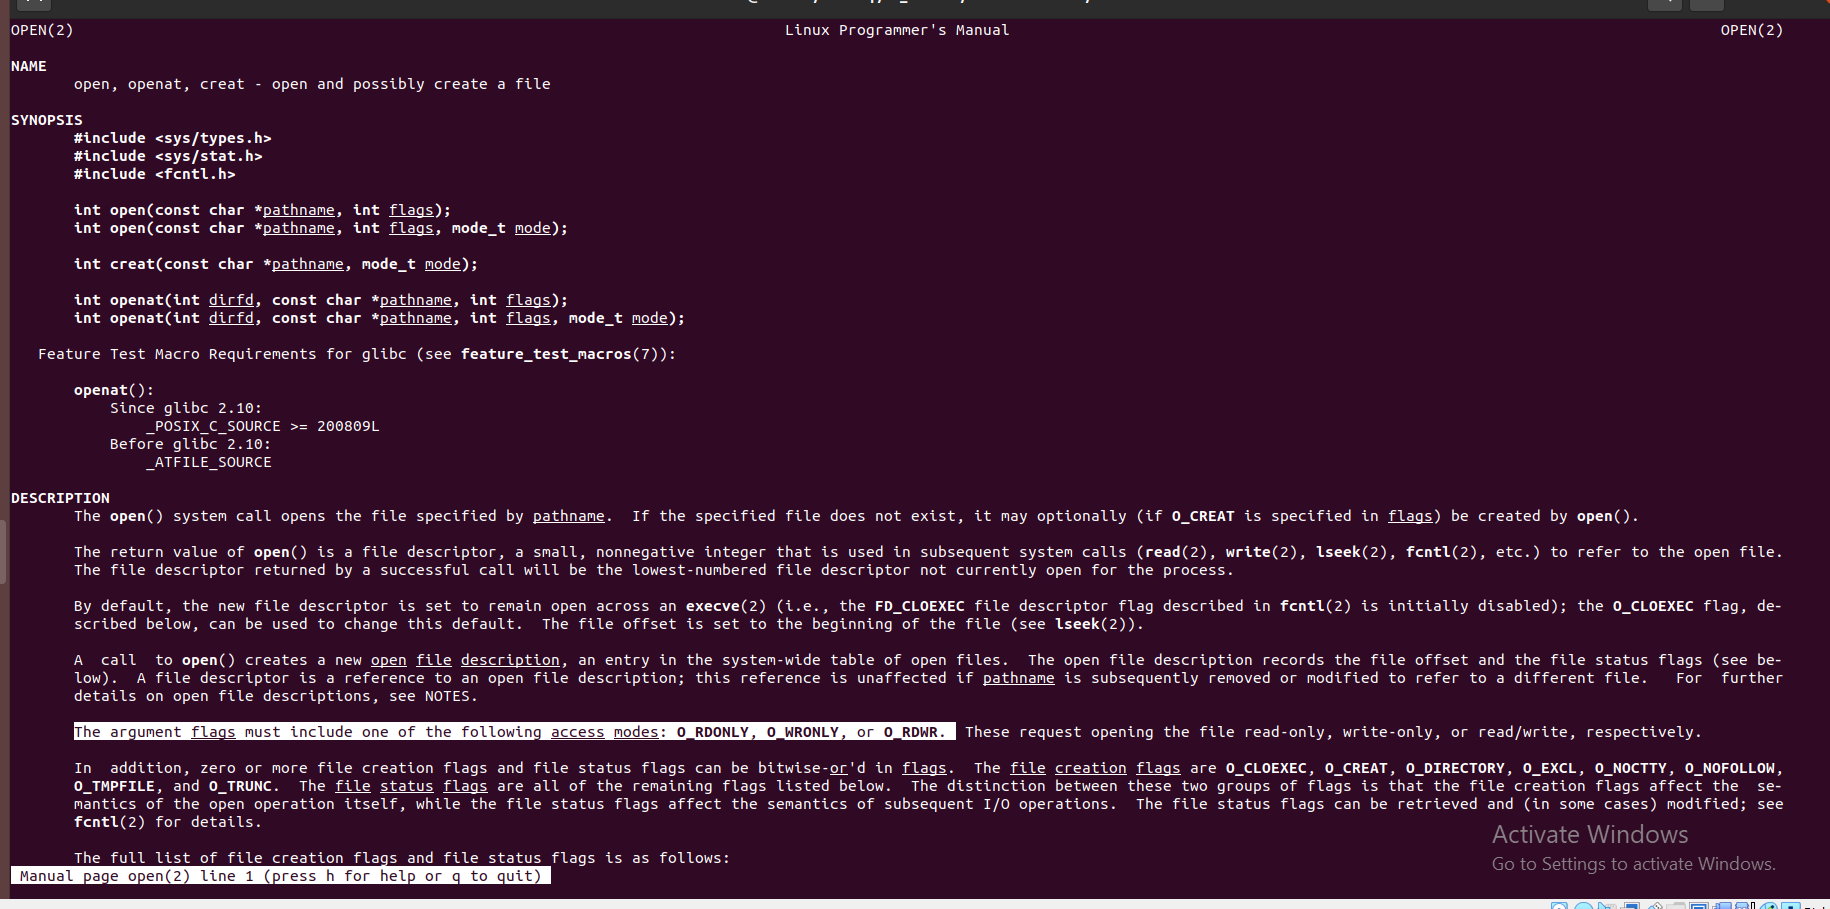 OPEN(2) Linux Programmer's Manual OPEN(2)
NAME
open, openat, creat - open and possibly create a file
SYNOPSIS
#include <sys/types.h>
#include <sys/stat.h>
#include <fcntl.h>
int open(const char *pathname, int flags);
int open(const char *pathname, int flags, mode_t mode);
int creat(const char *pathname, mode_t mode);
int openat(int dirfd, const char *pathname, int flags);
int openat(int dirfd, const char *pathname, int flags, mode_t mode);
Feature Test Macro Requirements for glibc (see feature_test_macros(7)):
openat():
Since glibc 2.10:
_POSIX_C_SOURCE >= 200809L
Before glibc 2.10:
_ATFILE_SOURCE
DESCRIPTION
The open() system call opens the file specified by pathname.  If the specified file does not exist, it may optionally (if O_CREAT is specified in flags) be created by open().
The return value of open() is a file descriptor, a small, nonnegative integer that is used in subsequent system calls (read(2), write(2), lseek(2), fcntl(2), etc.) to refer to the open file.
The file descriptor returned by a successful call will be the lowest-numbered file descriptor not currently open for the process.
By default, the new file descriptor is set to remain open across an execve(2) (i.e., the FD_CLOEXEC file descriptor flag described in fcntl(2) is initially disabled); the O_CLOEXEC flag, de-
scribed below, can be used to change this default.  The file offset is set to the beginning of the file (see lseek(2)).
A  call  to open() creates a new open file description, an entry in the system-wide table of open files.  The open file description records the file offset and the file status flags (see be-
low).  A file descriptor is a reference to an open file description; this reference is unaffected if pathname is subsequently removed or modified to refer to a different file.   For  further
details on open file descriptions, see NOTES.
The argument flags must include one of the following access modes: O_RDONLY, O_WRONLY, or O_RDWR.  These request opening the file read-only, write-only, or read/write, respectively.
In  addition, zero or more file creation flags and file status flags can be bitwise-or'd in flags.  The file creation flags are O_CLOEXEC, O_CREAT, O_DIRECTORY, O_EXCL, O_NOCTTY, O_NOFOLLOW,
O_TMPFILE, and O_TRUNC.  The file status flags are all of the remaining flags listed below.  The distinction between these two groups of flags is that the file creation flags affect the  se-
mantics of the open operation itself, while the file status flags affect the semantics of subsequent I/O operations.  The file status flags can be retrieved and (in some cases) modified; see
fcntl(2) for details.
The full list of file creation flags and file status flags is as follows:
Manual page open(2) line 1 (press h for help or q to quit)
Activate Windows
Go to Settings to activate Windows.